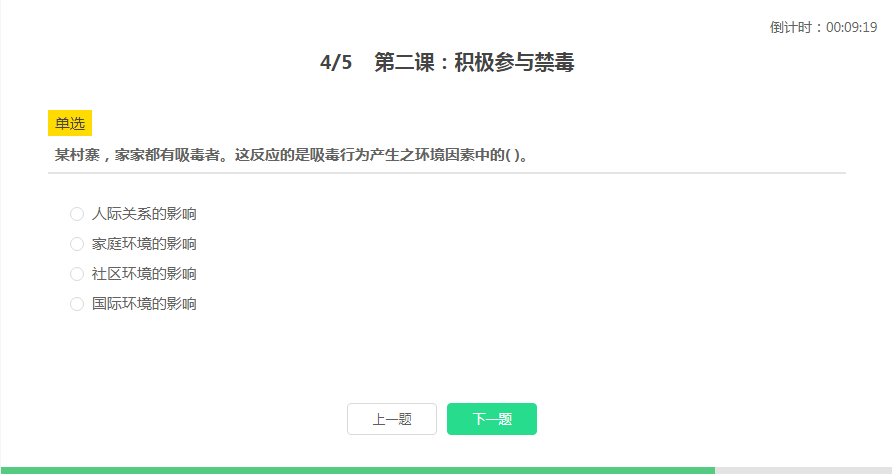 倒计时：00:09:19
4/5 第二课：积极参与禁毒
单选
某村寨，家家都有吸毒者。这反应的是吸毒行为产生之环境因素中的( )。
人际关系的影响
家庭环境的影响
社区环境的影响
国际环境的影响
上一题 下一题